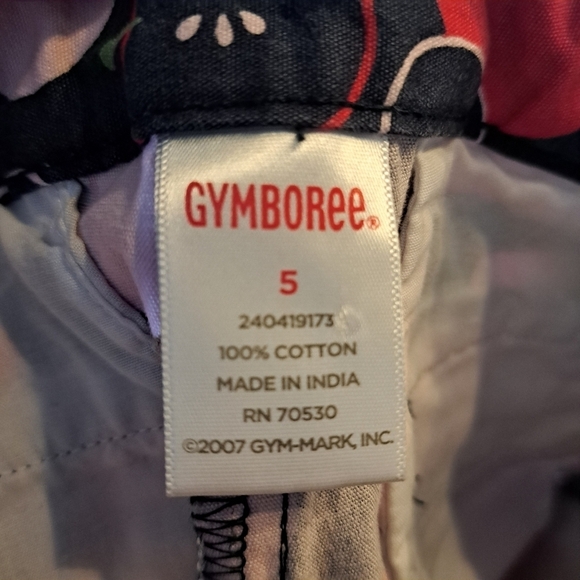 GYMBOREE®
5
240419173
100% COTTON
MADE IN INDIA
RN 70530
©2007 GYM-MARK, INC.